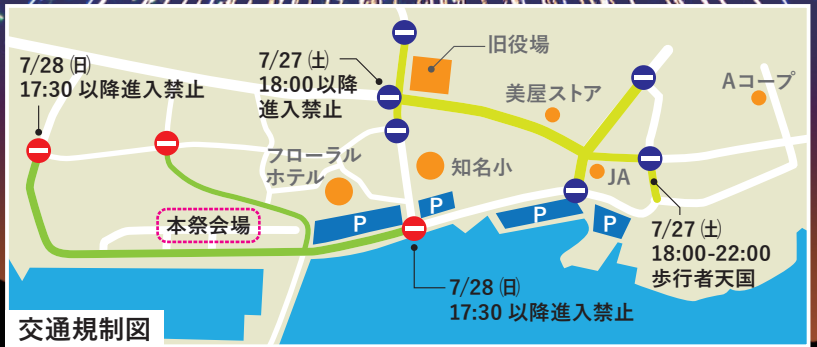 7/28 ㈰
17:30 以降進入禁止
7/27 ㈯
18:00 以降
進入禁止
旧役場
美屋ストア
Aコープ
フローラル
ホテル
知名小
JA
本祭会場
P
P
P
P
7/27 ㈯
18:00-22:00
歩行者天国
7/28 ㈰
17:30 以降進入禁止
交通規制図